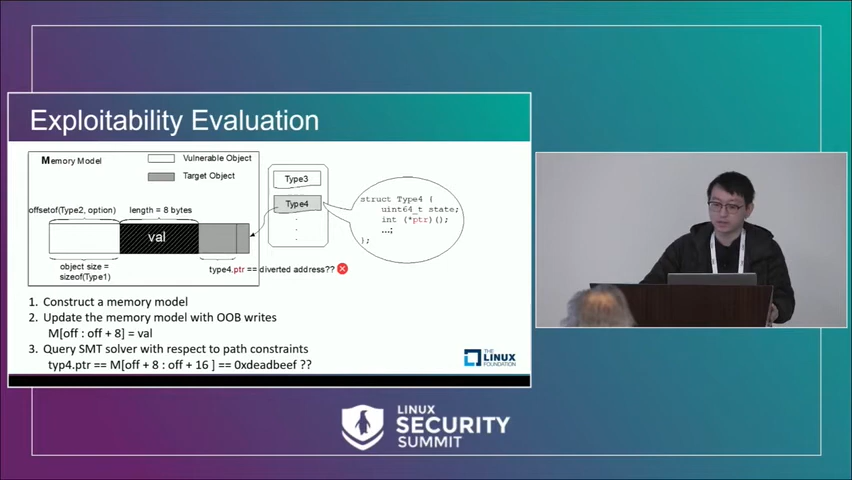 Exploitability Evaluation
Memory Model
Vulnerable Object
Target Object
Type3
Type4
offsetof(Type2, option)
length = 8 bytes
val
object size =
sizeof(Type1)
type4.ptr == diverted address??
struct Type4 {
uint64_t state;
int (*ptr)();
...;
};
1. Construct a memory model
2. Update the memory model with OOB writes
M[off : off + 8] = val
3. Query SMT solver with respect to path constraints
typ4.ptr == M[off + 8 : off + 16 ] == 0xdeadbeef ??
THE
LINUX
FOUNDATION
LINUX
SECURITY
SUMMIT